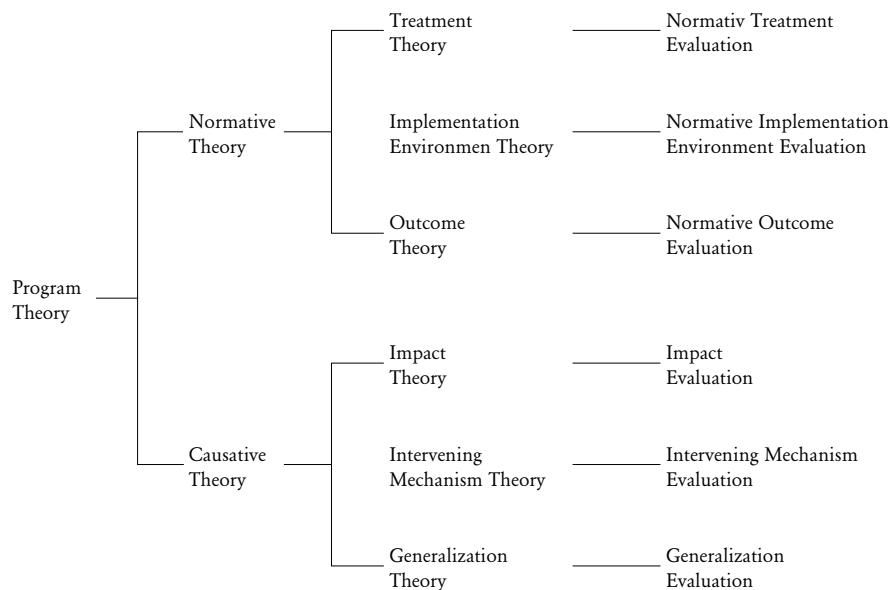 Treatment
Theory
Normativ Treatment
Evaluation
Normative
Theory
Implementation
Environmen Theory
Normative Implementation
Environment Evaluation
Outcome
Theory
Normative Outcome
Evaluation
Program
Theory
Impact
Theory
Impact
Evaluation
Causative
Theory
Intervening
Mechanism Theory
Intervening Mechanism
Evaluation
Generalization
Theory
Generalization
Evaluation